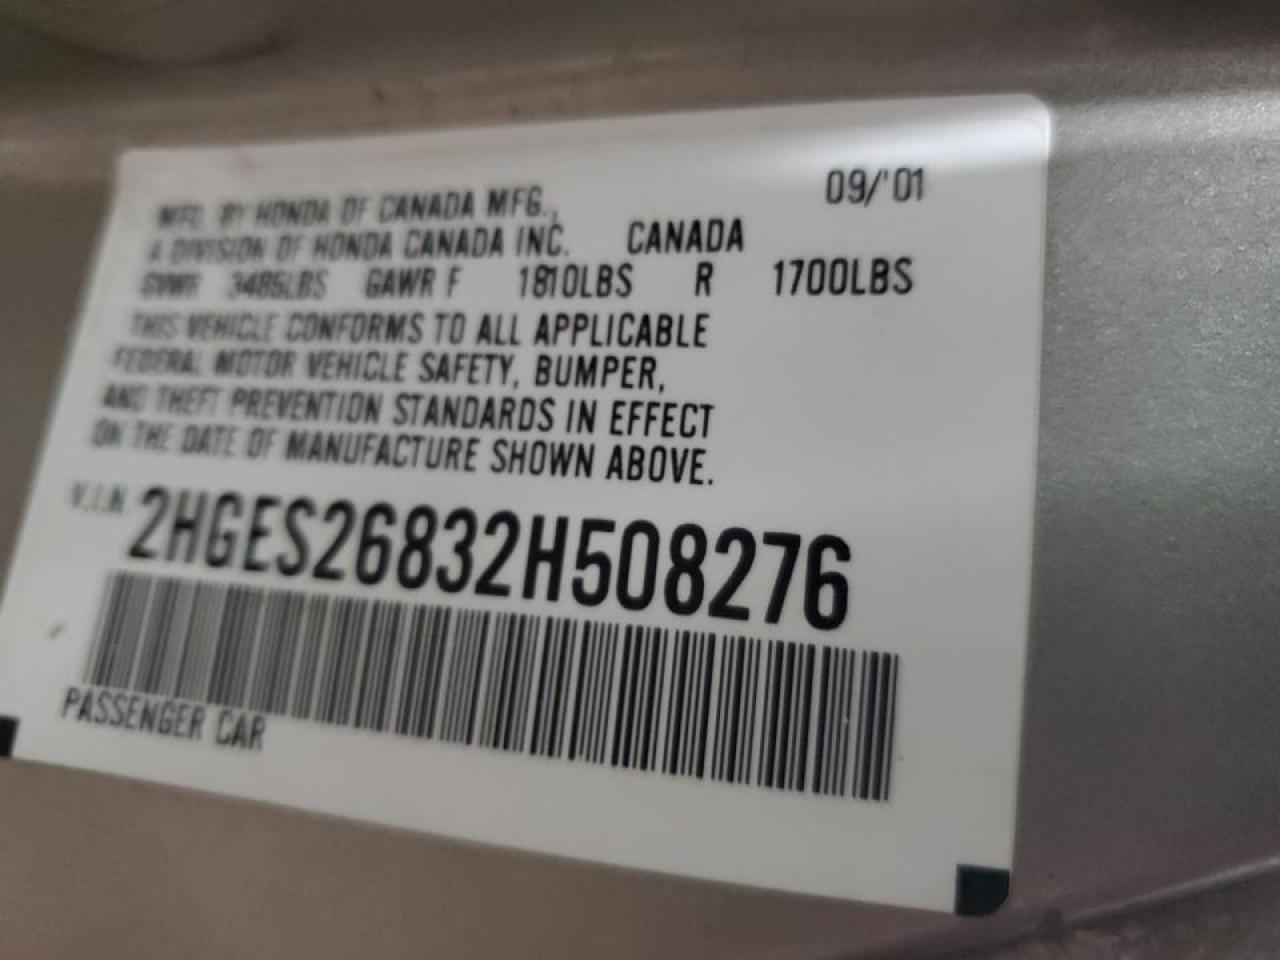 09/'01
MFD. BY HONDA OF CANADA MFG.,
A DIVISION OF HONDA CANADA INC. CANADA
GVWR 3485LBS GAWR F 1810LBS R 1700LBS
THIS VEHICLE CONFORMS TO ALL APPLICABLE
FEDERAL MOTOR VEHICLE SAFETY, BUMPER,
AND THEFT PREVENTION STANDARDS IN EFFECT
ON THE DATE OF MANUFACTURE SHOWN ABOVE.
V.I.N. 2HGES26832H508276
PASSENGER CAR